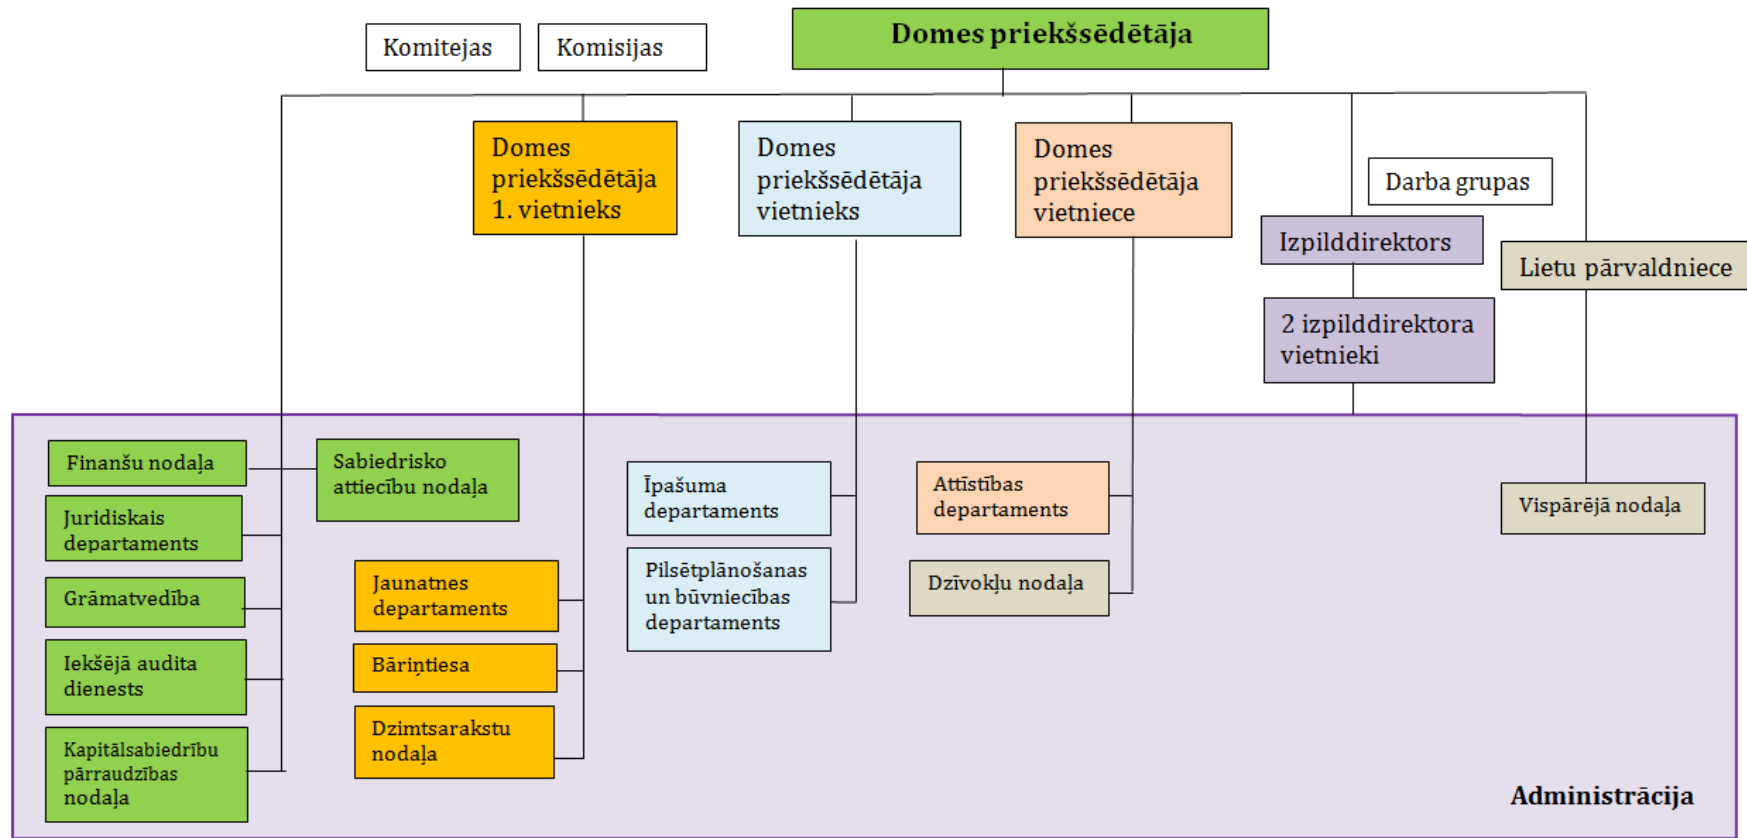 Domes priekšsēdētāja
Komitejas
Komisijas
Domes
priekšsēdētāja
1. vietnieks
Domes
priekšsēdētāja
vietnieks
Domes
priekšsēdētāja
vietniece
Darba grupas
Izpilddirektors
Lietu pārvaldniece
2 izpilddirektora
vietnieki
Finanšu nodaļa
Sabiedrisko
attiecību nodaļa
Juridiskais
departaments
Grāmatvedība
Iekšējā audita
dienests
Kapitālsabiedrību
pārraudzības
nodaļa
Jaunatnes
departaments
Bāriņtiesa
Dzimtsarakstu
nodaļa
Īpašuma
departaments
Pilsētplānošanas
un būvniecības
departaments
Attīstības
departaments
Dzīvokļu nodaļa
Vispārējā nodaļa
Administrācija